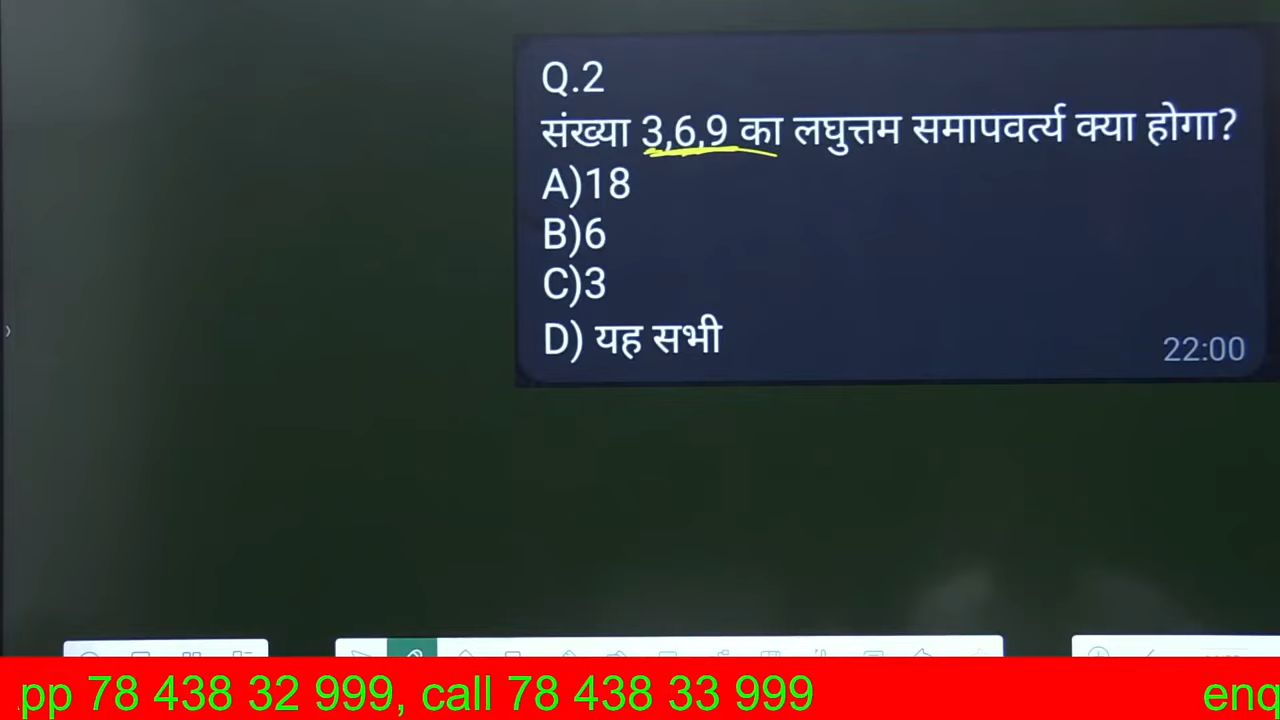 Q.2
संख्या 3,6,9 का लघुत्तम समापवर्त्य क्या होगा?
A)18
B)6
C)3
D) यह सभी
22:00
pp 78 438 32 999, call 78 438 33 999
enq